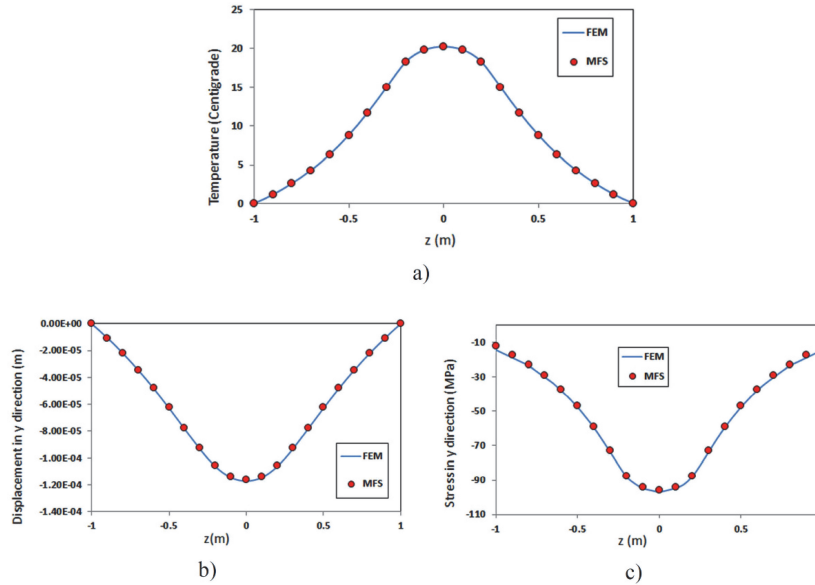 25
20
15
10
5
0
-1
-0.5
0
0.5
1
Temperature (Centigrade)
z (m)
FEM
MFS
a)
0.00E+00
-2.00E-05
-4.00E-05
-6.00E-05
-8.00E-05
-1.00E-04
-1.20E-04
-1.40E-04
-1
-0.5
0
0.5
1
Displacement in y direction (m)
z(m)
FEM
MFS
b)
-10
-30
-50
-70
-90
-110
-1
-0.5
0
0.5
Stress in y direction (MPa)
z (m)
FEM
MFS
c)